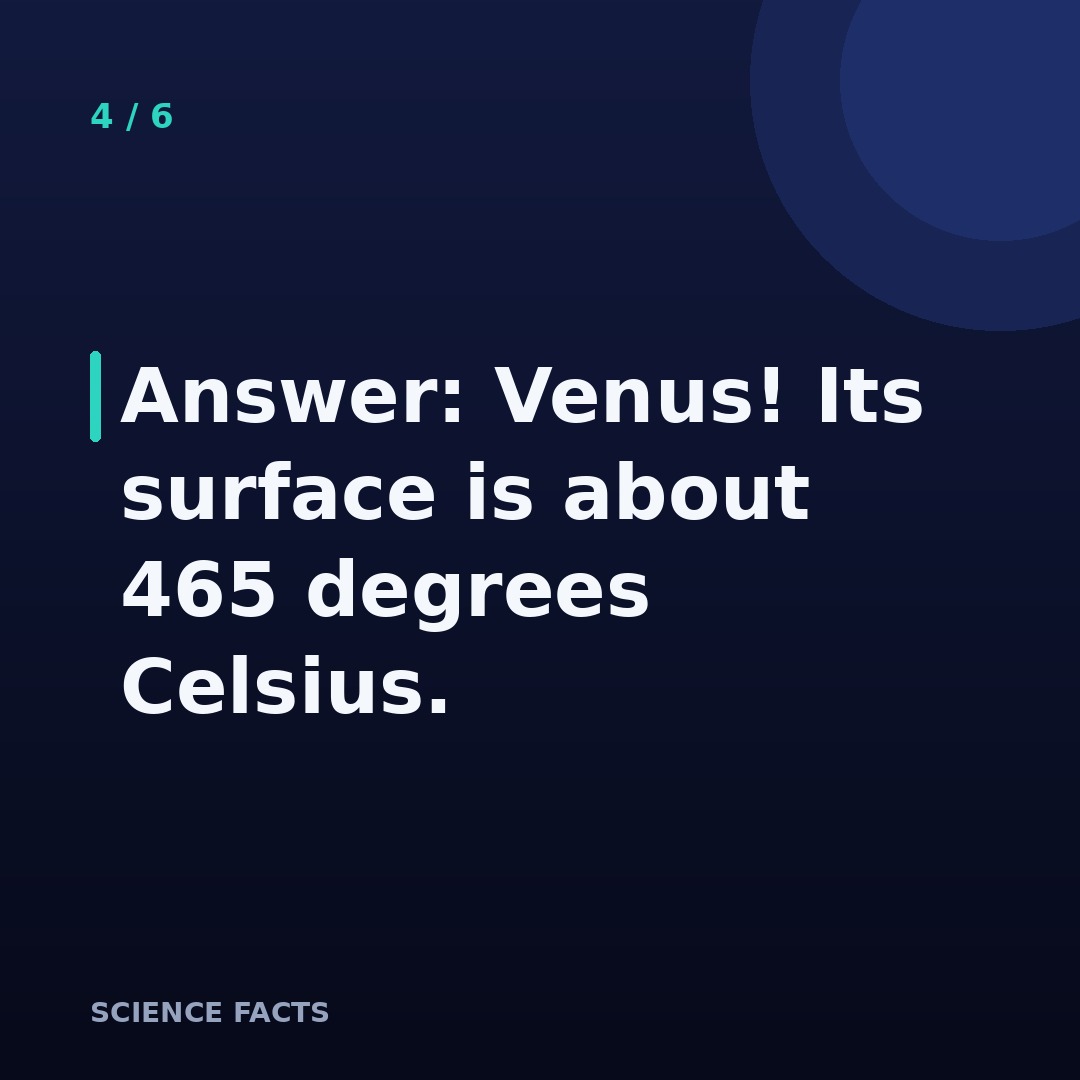 4 / 6
Answer: Venus! Its
surface is about
465 degrees
Celsius.
SCIENCE FACTS